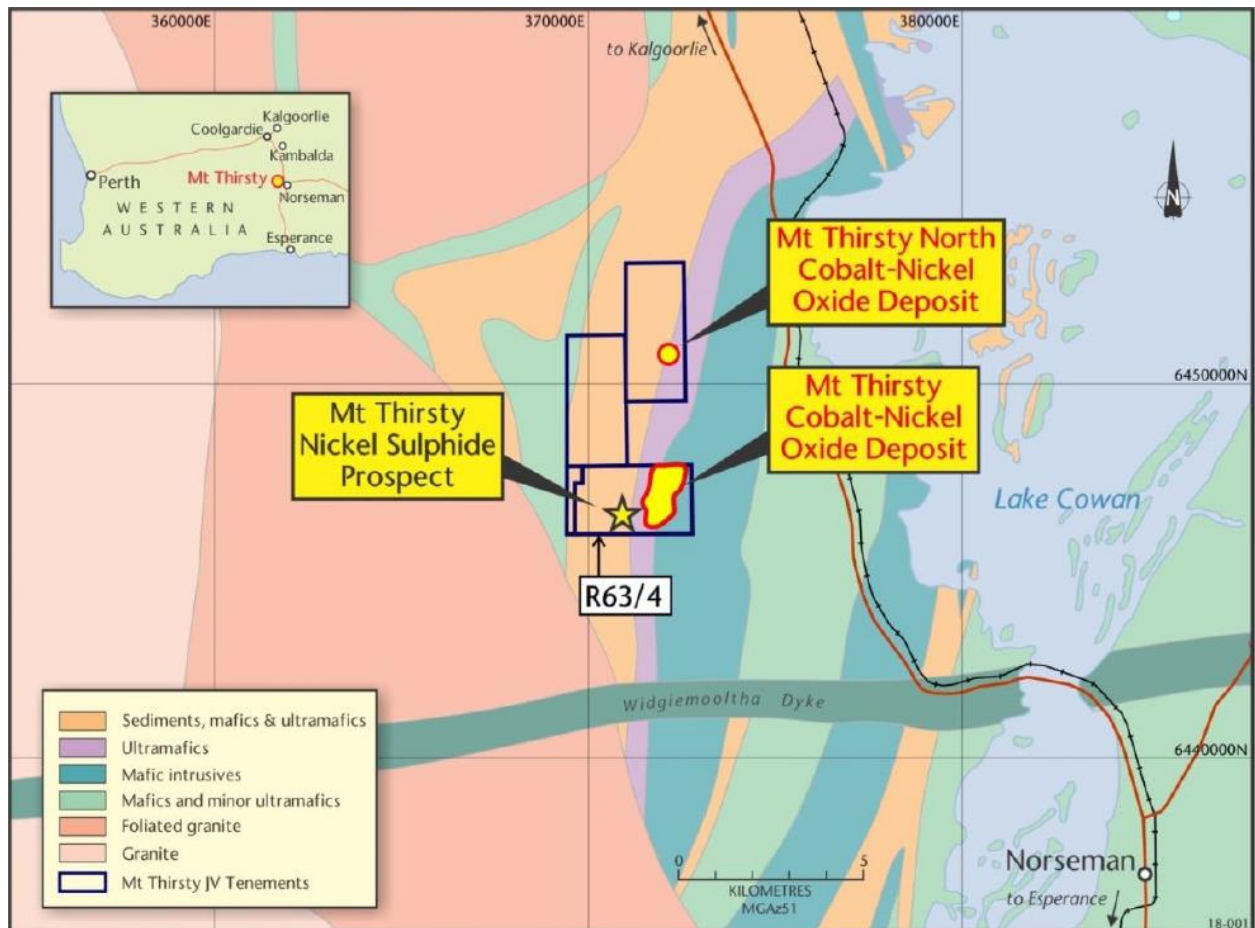 360000E
370000E
380000E
to Kalgoorlie
Kalgoorlie
Coolgardie
Kambalda
Mt Thirsty
Perth
Norseman
WESTERN
AUSTRALIA
Esperance
N
Mt Thirsty North
Cobalt-Nickel
Oxide Deposit
6450000N
Mt Thirsty
Cobalt-Nickel
Oxide Deposit
Mt Thirsty
Nickel Sulphide
Prospect
Lake Cowan
R63/4
Widgiemooltha Dyke
6440000N
Sediments, mafics & ultramafics
Ultramafics
Mafic intrusives
Mafics and minor ultramafics
Foliated granite
Granite
Mt Thirsty JV Tenements
0 5
KILOMETRES
MGAz51
Norseman
to Esperance
18-001